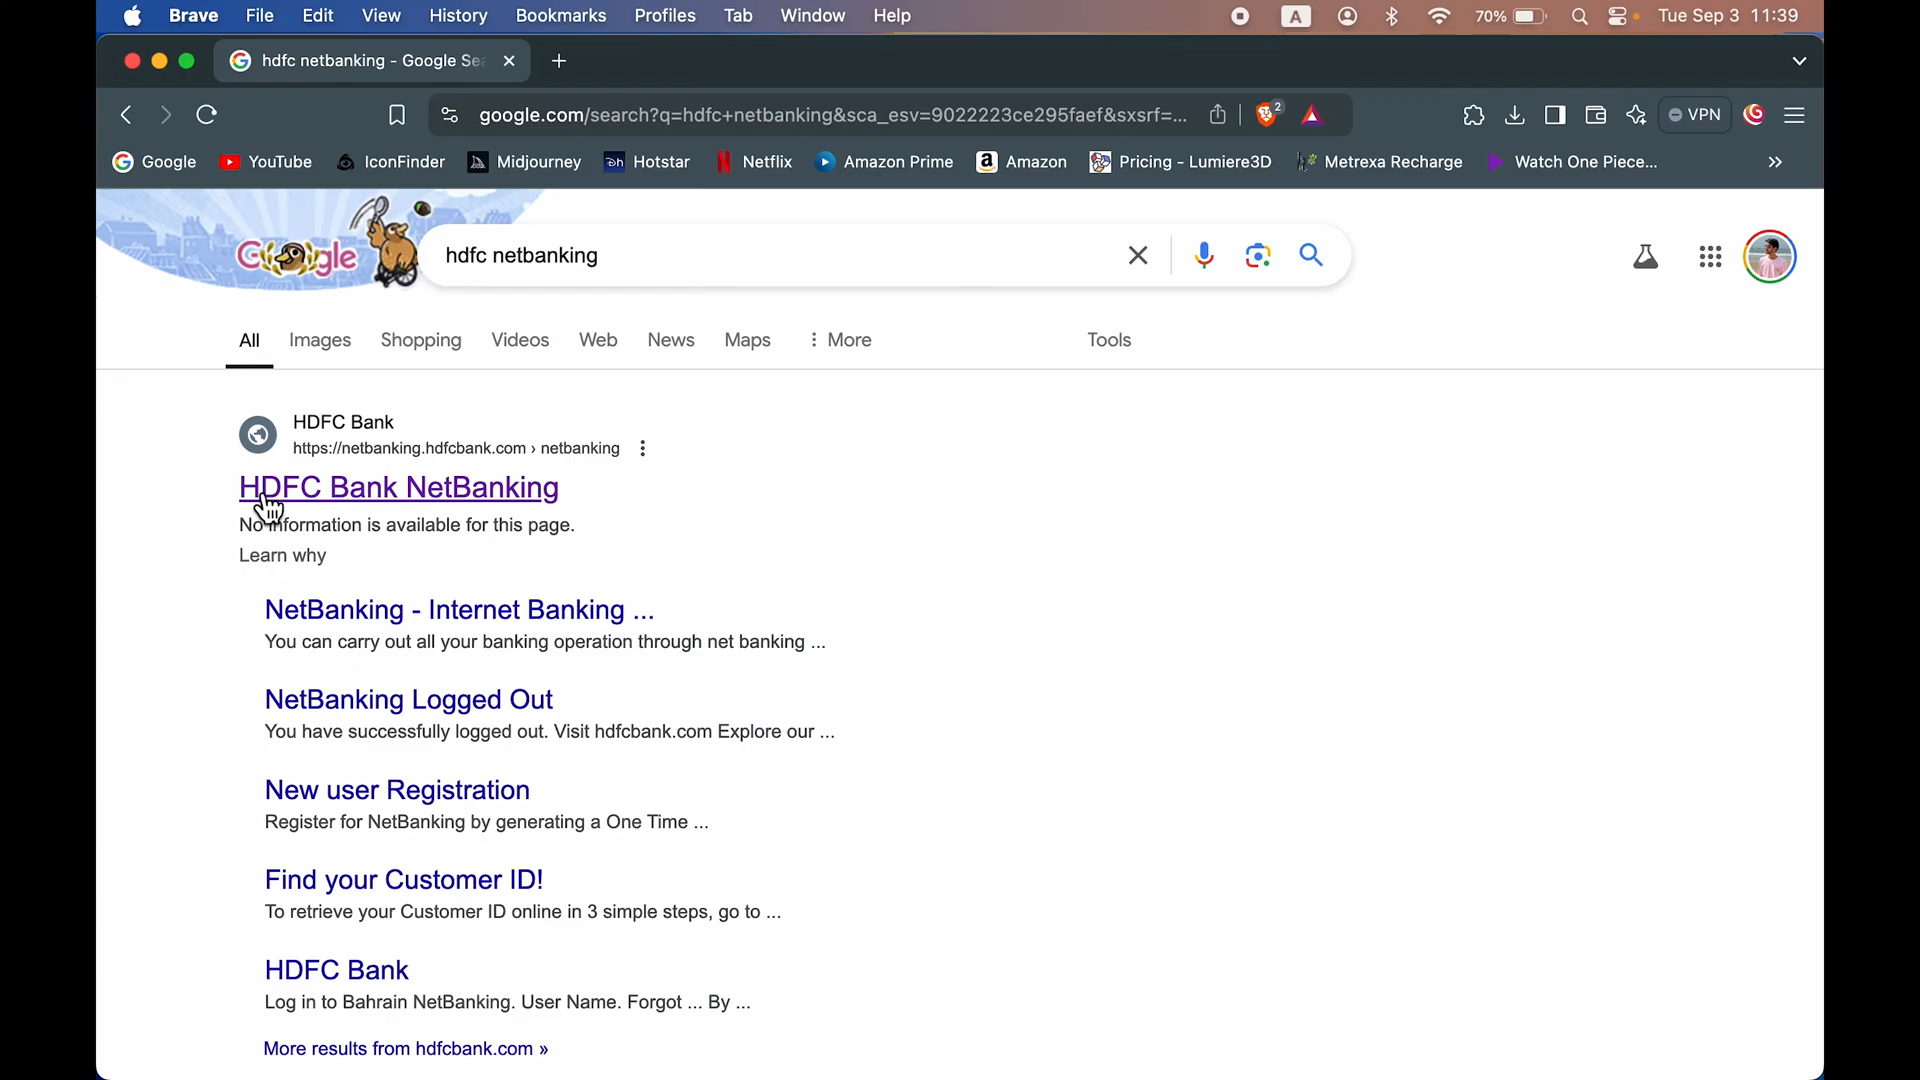 Brave File Edit View History Bookmarks Profiles Tab Window Help A 70% Tue Sep 3 11:39
hdfc netbanking - Google Se
google.com/search?q=hdfc+netbanking&sca_esv=9022223ce295faef&sxsrf=... 2 VPN
Google YouTube IconFinder Midjourney Hotstar Netflix Amazon Prime Amazon Pricing - Lumiere3D Metrexa Recharge Watch One Piece... »
Google hdfc netbanking
All Images Shopping Videos Web News Maps More Tools
HDFC Bank
https://netbanking.hdfcbank.com › netbanking
HDFC Bank NetBanking
No information is available for this page.
Learn why
NetBanking - Internet Banking ...
You can carry out all your banking operation through net banking ...
NetBanking Logged Out
You have successfully logged out. Visit hdfcbank.com Explore our ...
New user Registration
Register for NetBanking by generating a One Time ...
Find your Customer ID!
To retrieve your Customer ID online in 3 simple steps, go to ...
HDFC Bank
Log in to Bahrain NetBanking. User Name. Forgot ... By ...
More results from hdfcbank.com »